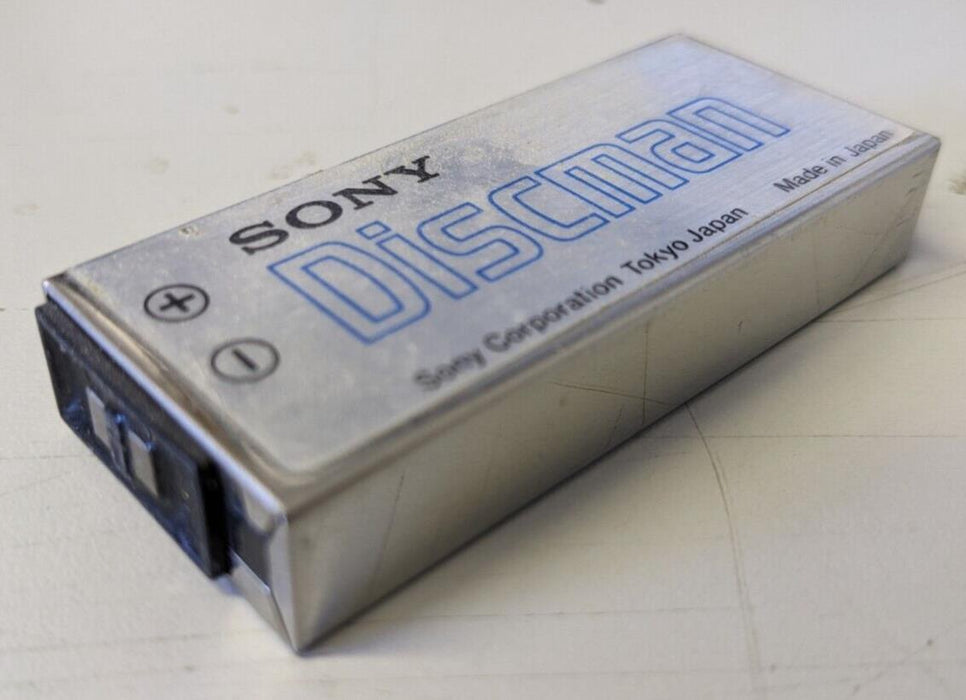 SONY
Discman
+
−
Sony Corporation Tokyo Japan
Made in Japan